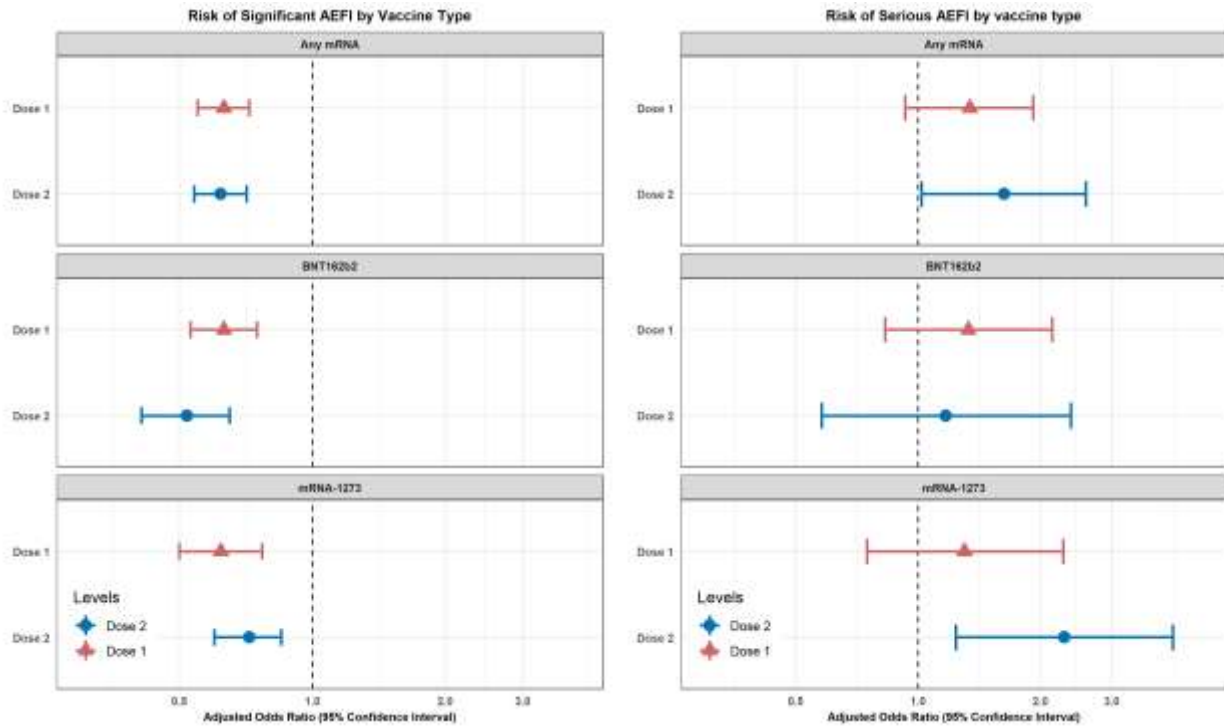 Risk of Significant AEFI by Vaccine Type
Any mRNA
Dose 1
Dose 2
BNT162b2
Dose 1
Dose 2
mRNA-1273
Dose 1
Dose 2
Levels
Dose 2
Dose 1
0.5 1.0 2.0 3.0
Adjusted Odds Ratio (95% Confidence Interval)
Risk of Serious AEFI by vaccine type
Any mRNA
Dose 1
Dose 2
BNT162b2
Dose 1
Dose 2
mRNA-1273
Dose 1
Dose 2
Levels
Dose 2
Dose 1
0.5 1.0 2.0 3.0
Adjusted Odds Ratio (95% Confidence Interval)